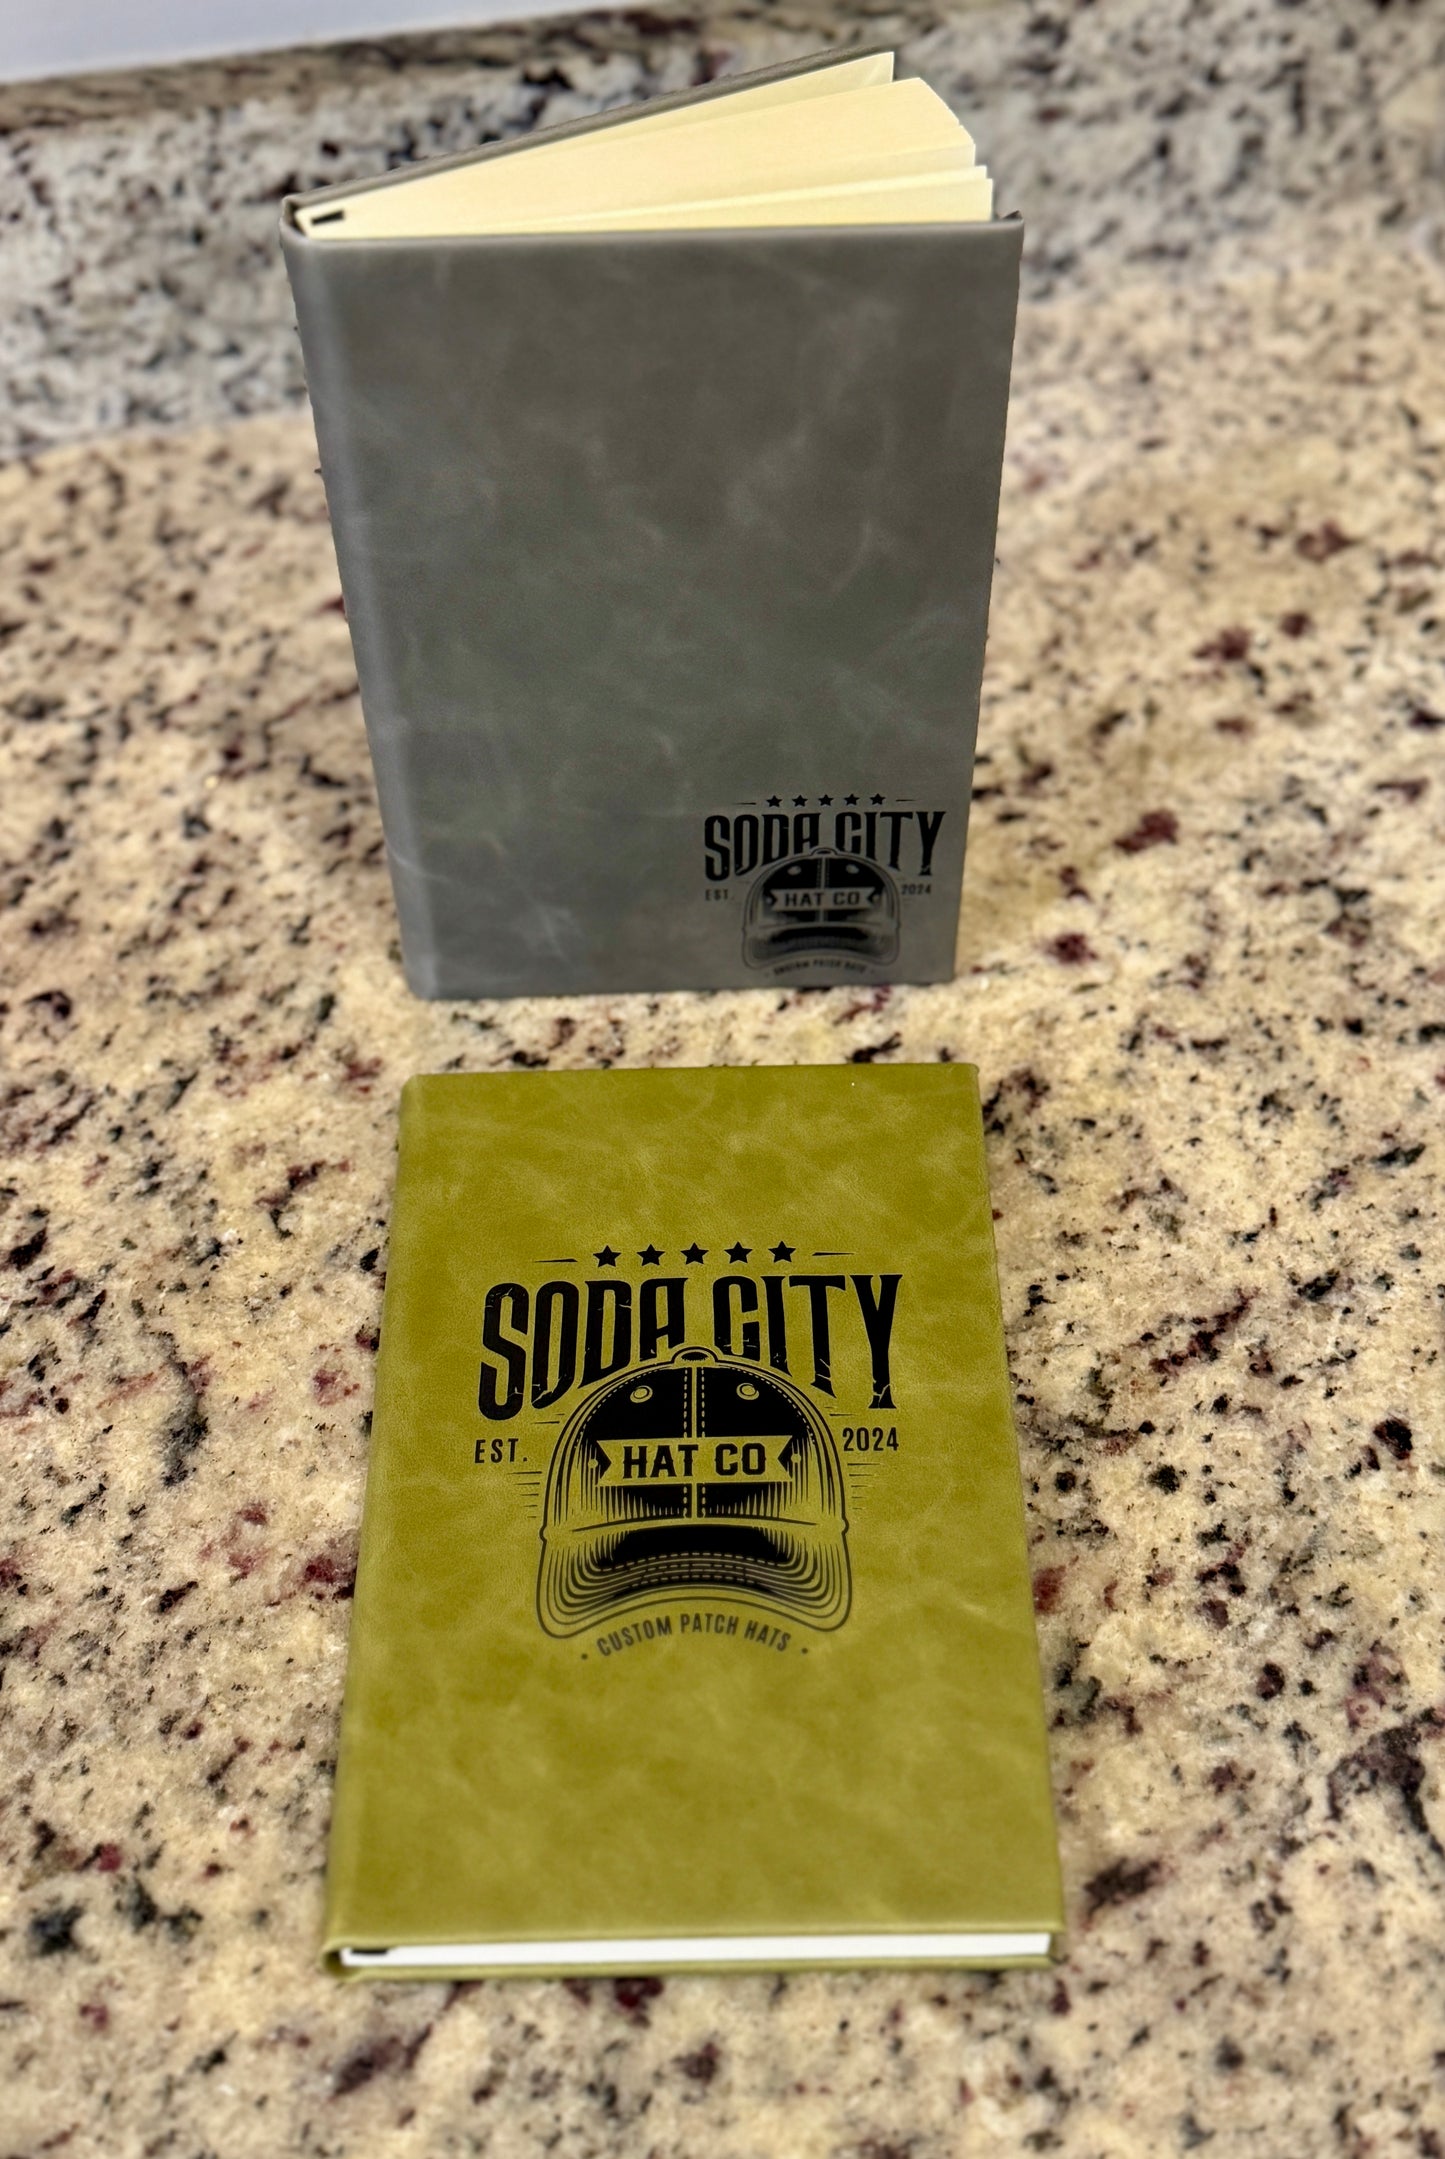 SODA CITY
EST.
2024
HAT CO
CUSTOM PATCH HATS
SODA CITY
EST.
2024
HAT CO
· CUSTOM PATCH HATS ·